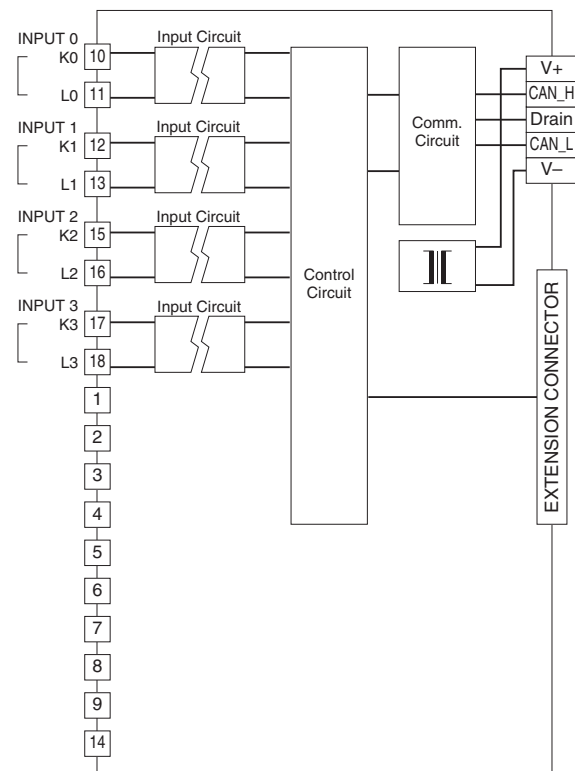 INPUT 0
K0 10
L0 11
Input Circuit
INPUT 1
K1 12
L1 13
Input Circuit
INPUT 2
K2 15
L2 16
Input Circuit
INPUT 3
K3 17
L3 18
Input Circuit
1
2
3
4
5
6
7
8
9
14
Control
Circuit
Comm.
Circuit
V+
CAN_H
Drain
CAN_L
V–
EXTENSION CONNECTOR